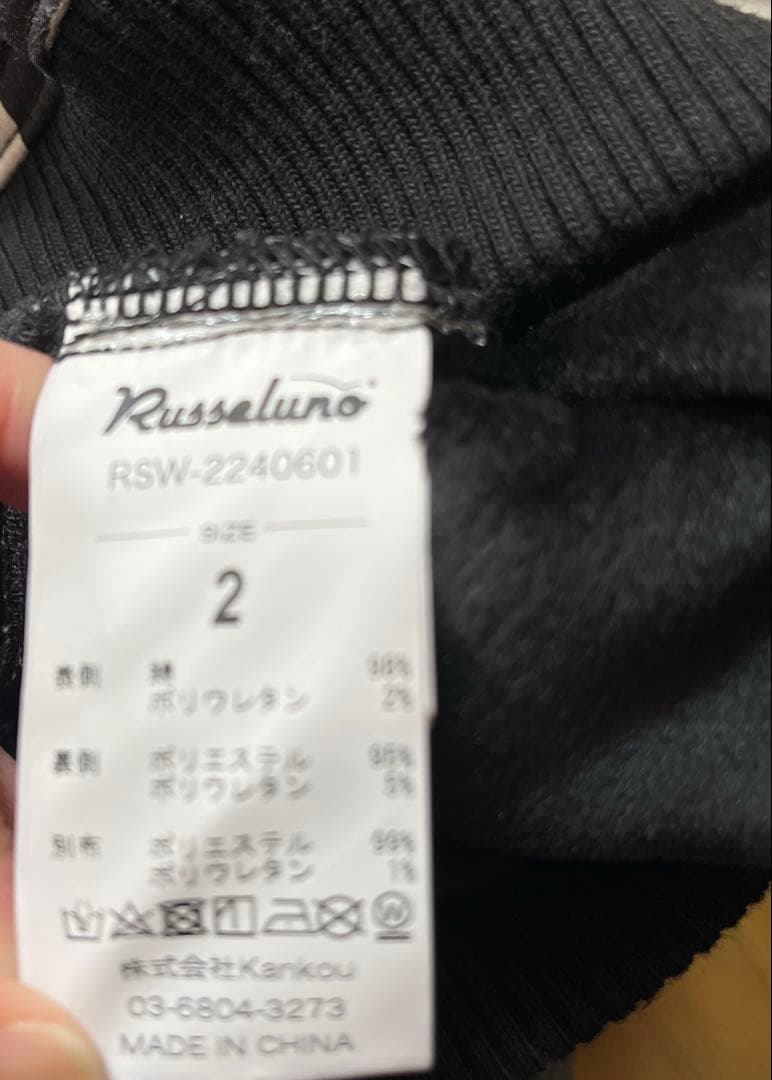 Russeluno
RSW-2240601
SIZE
2
表側 綿 98%
ポリウレタン 2%
裏側 ポリエステル 95%
ポリウレタン 5%
別布 ポリエステル 99%
ポリウレタン 1%
W
株式会社Kankou
03-6804-3273
MADE IN CHINA